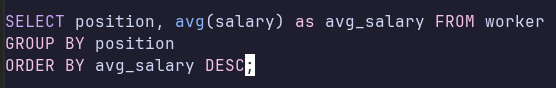 SELECT position, avg(salary) as avg_salary FROM worker
GROUP BY position
ORDER BY avg_salary DESC;